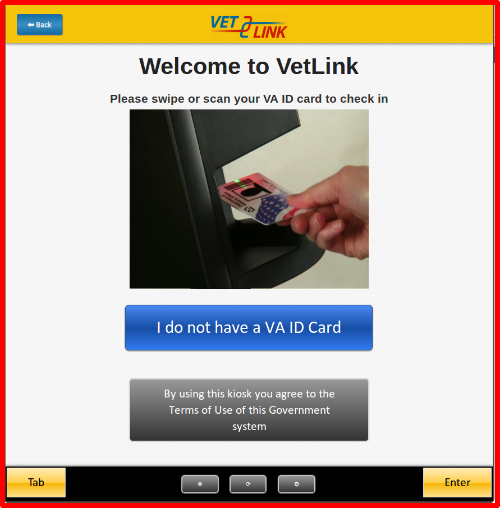 ⬅ Back
VET LINK
Welcome to VetLink
Please swipe or scan your VA ID card to check in
I do not have a VA ID Card
By using this kiosk you agree to the
Terms of Use of this Government
system
Tab
Enter